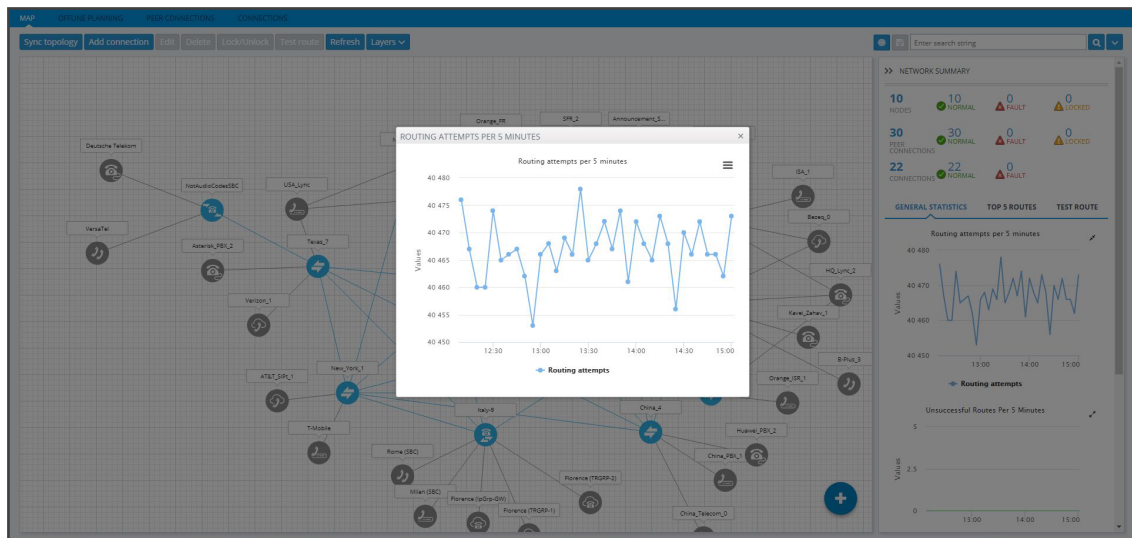 MAP OFFLINE PLANNING PEER CONNECTIONS CONNECTIONS
Sync topology Add connection Edit Delete Lock/Unlock Test route Refresh Layers
Enter search string
NETWORK SUMMARY
10 NODES 10 NORMAL 0 FAULT 0 LOCKED
30 PEER CONNECTIONS 30 NORMAL 0 FAULT 0 LOCKED
22 CONNECTIONS 22 NORMAL 0 FAULT
GENERAL STATISTICS TOP 5 ROUTES TEST ROUTE
Routing attempts per 5 minutes
Values
40 480
40 470
40 460
40 450
13:00 14:00 15:00
Routing attempts
Unsuccessful Routes Per 5 Minutes
Values
5
2.5
0
13:00 14:00 15:00
ROUTING ATTEMPTS PER 5 MINUTES ×
Routing attempts per 5 minutes
Values
40 480
40 475
40 470
40 465
40 460
40 455
40 450
12:30 13:00 13:30 14:00 14:30 15:00
Routing attempts
Orange_FR
SFR_2
Announcement_S...
Deutsche Telekom
NotAudioCodesSBC
USA_Lync
ISA_1
VersaTel
Asterisk_PBX_2
Texas_7
Bezeq_0
HQ_Lync_2
Verizon_1
Kavei_Zahav_1
B-Plus_3
AT&T_SIPt_1
New_York_1
Orange_ISR_1
T-Mobile
Italy-9
China_4
Huawei_PBX_2
Rome (SBC)
China_PBX_1
Milan (SBC)
Florence (IpGrp-GW)
Florence (TRGRP-1)
Florence (TRGRP-2)
China_Telecom_0